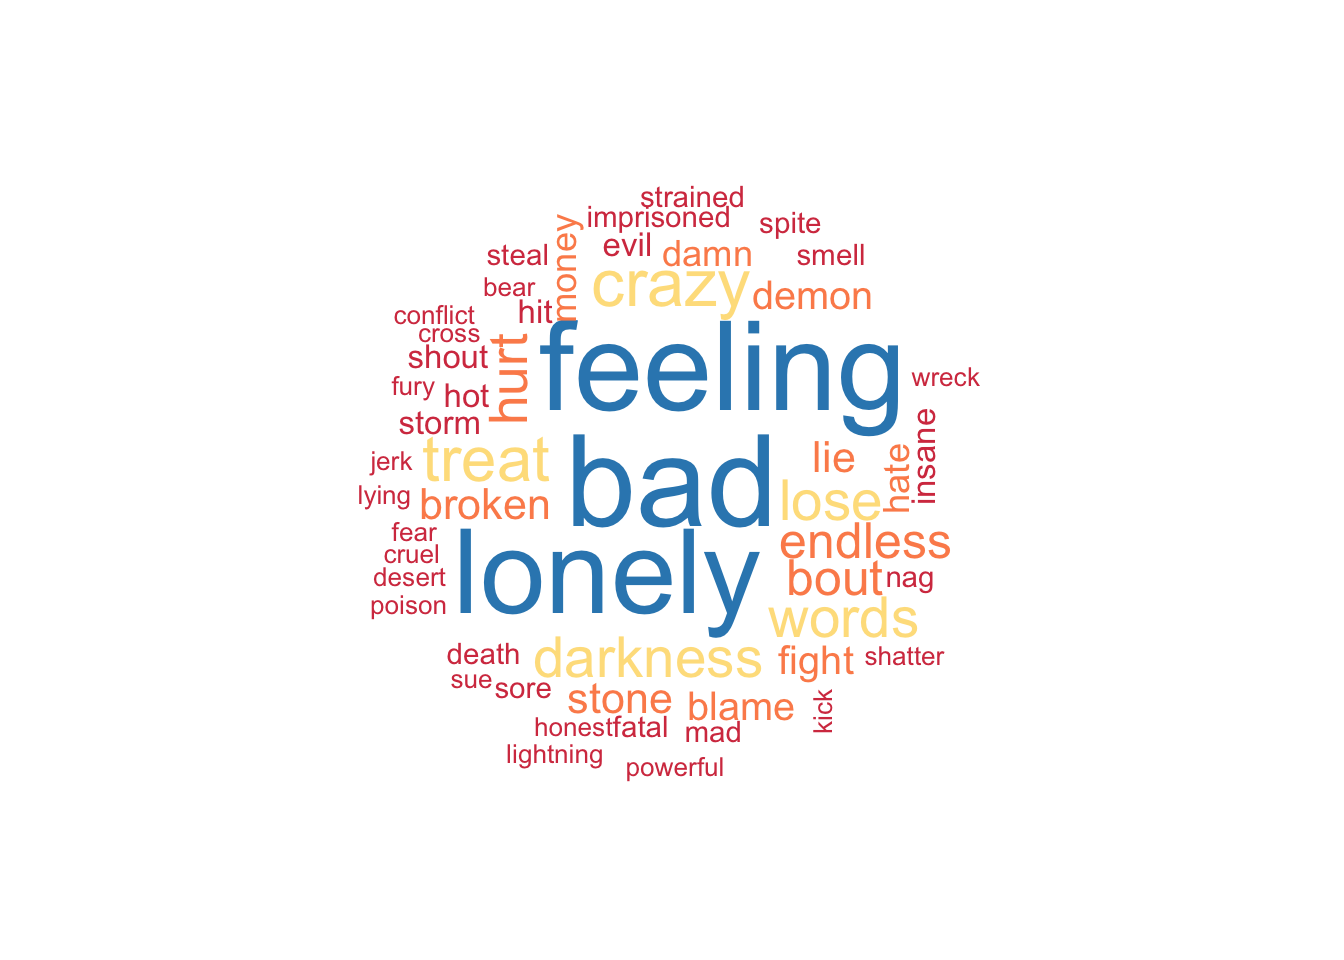 strained
imprisoned
spite
steal
money
evil
damn
smell
bear
crazy
demon
conflict
hit
cross
shout
hurt
feeling
fury
hot
wreck
storm
jerk
treat
bad
lie
hate
insane
lying
broken
lose
fear
endless
cruel
lonely
desert
bout
nag
poison
words
death
darkness
fight
shatter
sue
sore
stone
blame
kick
honest
fatal
mad
lightning
powerful